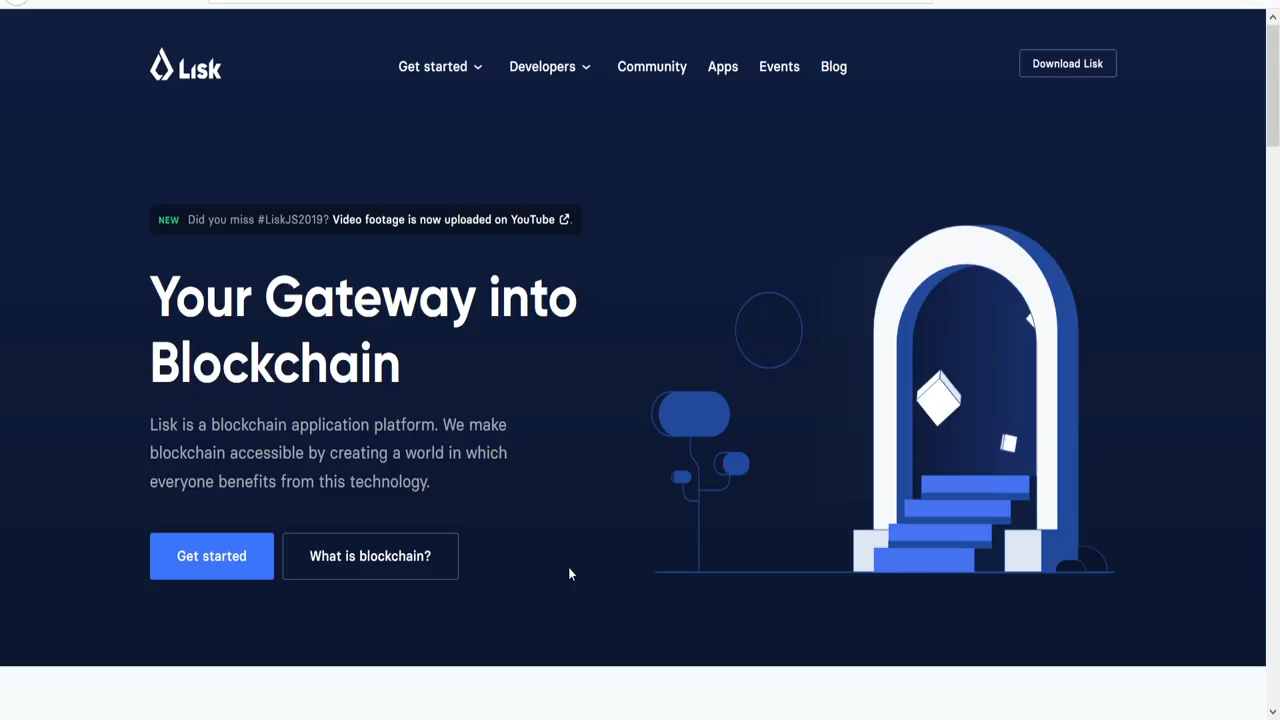 Lisk
Get started
Developers
Community
Apps
Events
Blog
Download Lisk
NEW Did you miss #LiskJS2019? Video footage is now uploaded on YouTube.
Your Gateway into
Blockchain
Lisk is a blockchain application platform. We make
blockchain accessible by creating a world in which
everyone benefits from this technology.
Get started
What is blockchain?